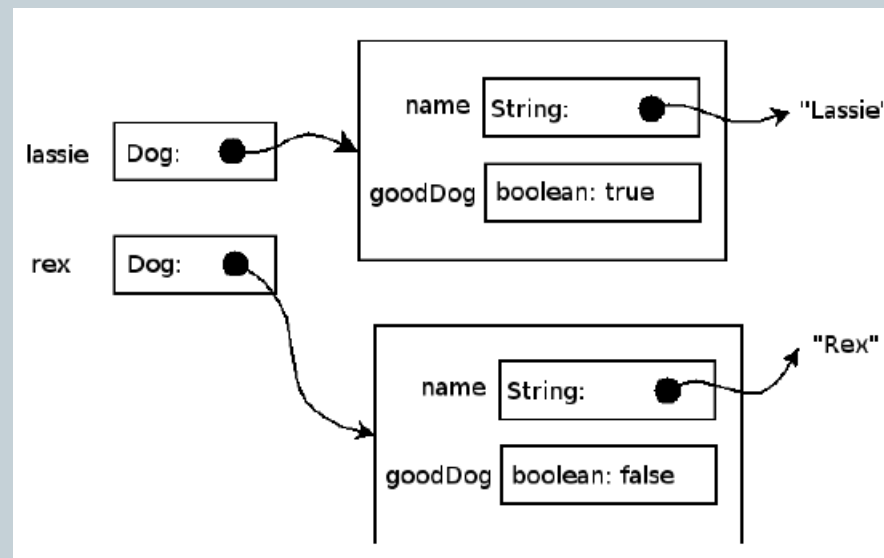 name String: "Lassie"
lassie Dog:
goodDog boolean: true
rex Dog:
name String: "Rex"
goodDog boolean: false